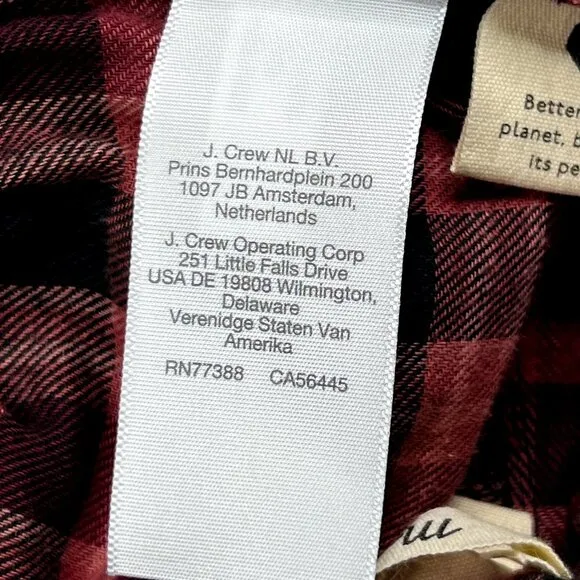 J. Crew NL B.V.
Prins Bernhardplein 200
1097 JB Amsterdam,
Netherlands
J. Crew Operating Corp
251 Little Falls Drive
USA DE 19808 Wilmington,
Delaware
Verenidge Staten Van
Amerika
RN77388 CA56445
Better
planet, b
its pe